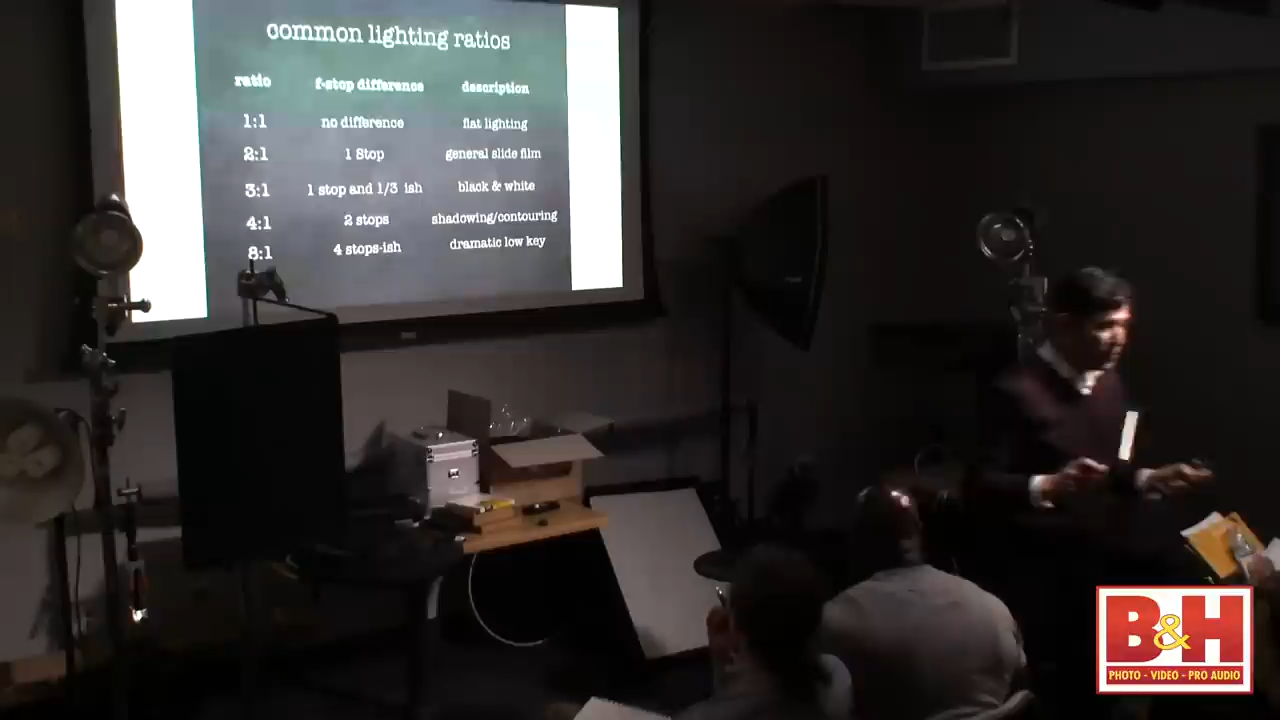 common lighting ratios
ratio f-stop difference description
1:1 no difference flat lighting
2:1 1 Stop general slide film
3:1 1 stop and 1/3 ish black & white
4:1 2 stops shadowing/contouring
8:1 4 stops-ish dramatic low key
B&H
PHOTO - VIDEO - PRO AUDIO